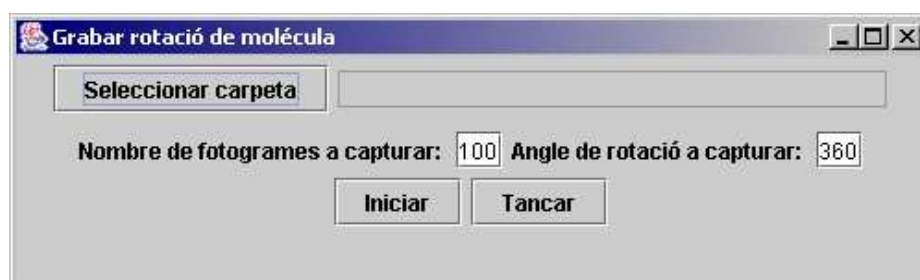 Grabar rotació de molécula
Seleccionar carpeta
Nombre de fotogrames a capturar: 100 Angle de rotació a capturar: 360
Iniciar Tancar